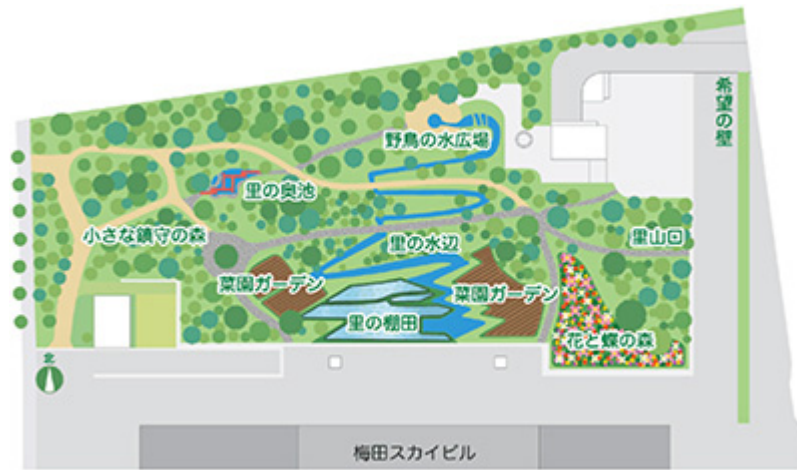 希望の壁
野鳥の水広場
里の奥池
小さな鎮守の森
里の水辺
里山口
菜園ガーデン
菜園ガーデン
里の棚田
花と蝶の森
北
梅田スカイビル